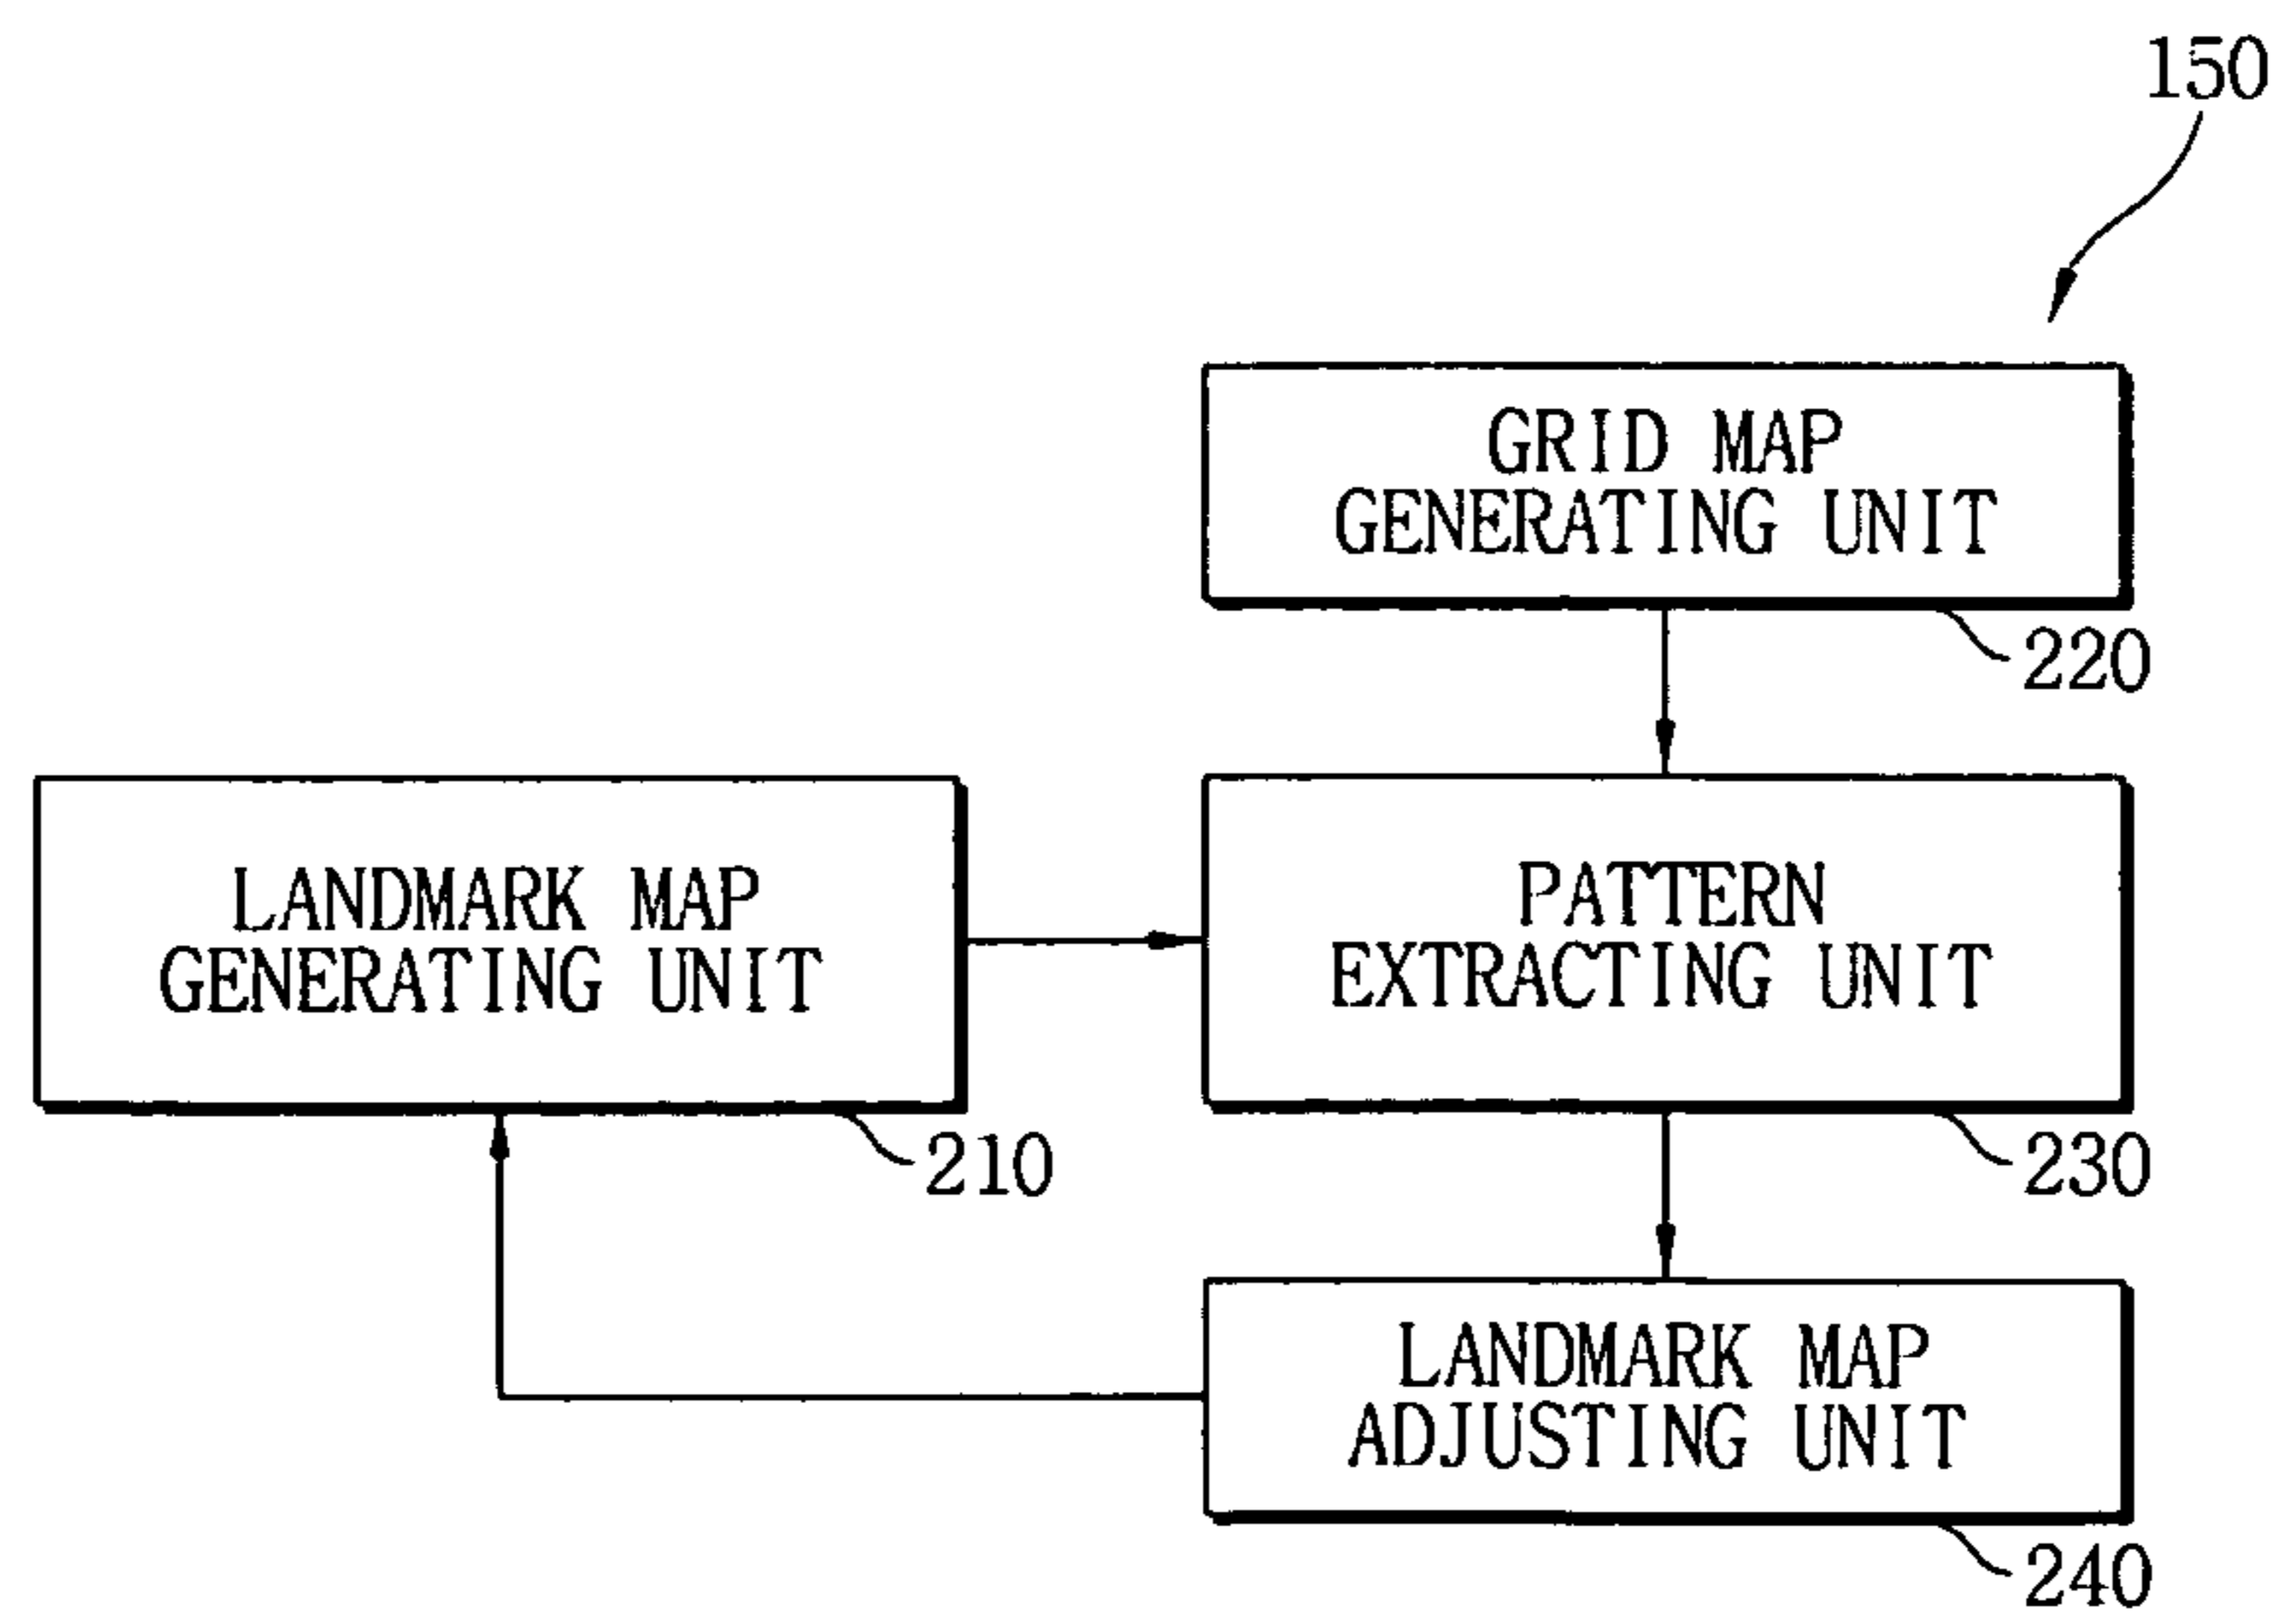 150
GRID MAP
GENERATING UNIT
220
LANDMARK MAP
GENERATING UNIT
210
PATTERN
EXTRACTING UNIT
230
LANDMARK MAP
ADJUSTING UNIT
240